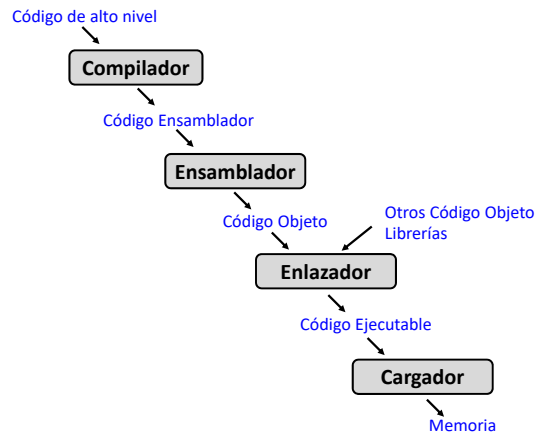 Código de alto nivel
Compilador
Código Ensamblador
Ensamblador
Código Objeto
Otros Código Objeto
Librerías
Enlazador
Código Ejecutable
Cargador
Memoria